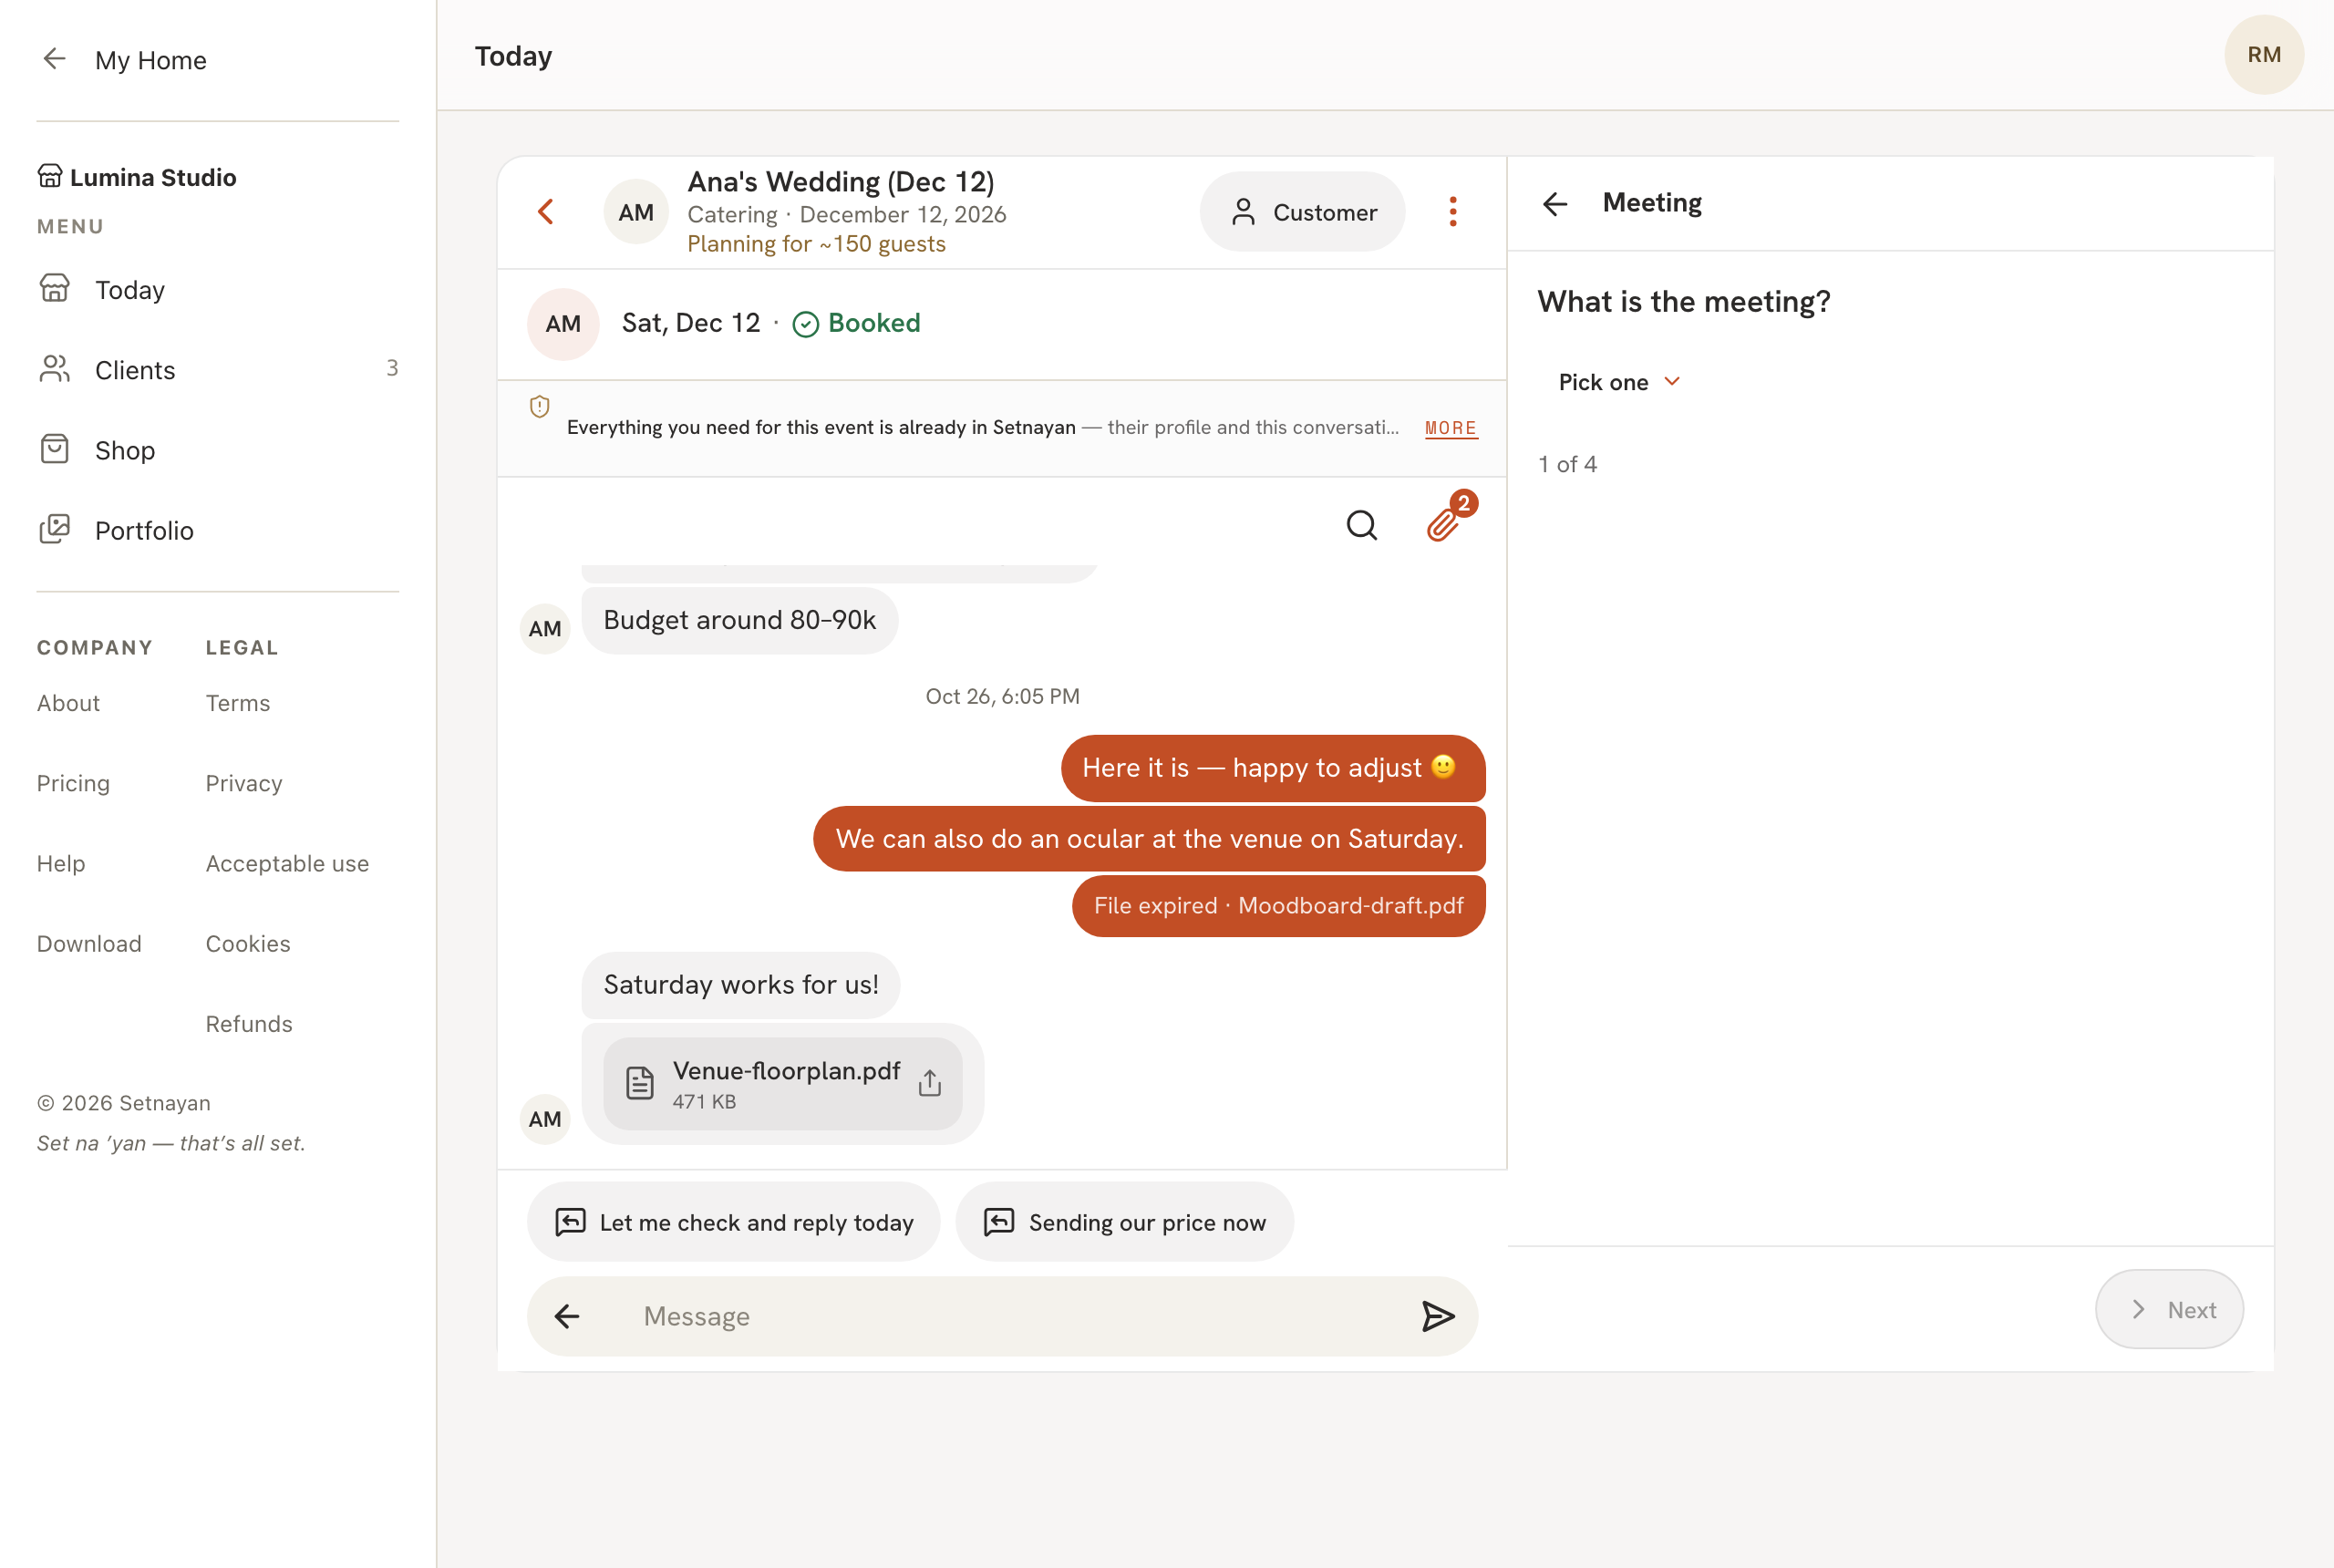 My Home
Lumina Studio
MENU
Today
Clients 3
Shop
Portfolio
COMPANY
About
Pricing
Help
Download
LEGAL
Terms
Privacy
Acceptable use
Cookies
Refunds
© 2026 Setnayan
Set na ’yan — that’s all set.
Today
RM
AM
Ana's Wedding (Dec 12)
Catering · December 12, 2026
Planning for ~150 guests
Customer
AM
Sat, Dec 12 · Booked
Everything you need for this event is already in Setnayan — their profile and this conversati… MORE
2
AM
Budget around 80–90k
Oct 26, 6:05 PM
Here it is — happy to adjust 🙂
We can also do an ocular at the venue on Saturday.
File expired · Moodboard-draft.pdf
Saturday works for us!
Venue-floorplan.pdf
471 KB
AM
Let me check and reply today
Sending our price now
Message
Meeting
What is the meeting?
Pick one
1 of 4
Next